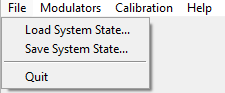 File Modulators Calibration Help
Load System State...
Save System State...
Quit